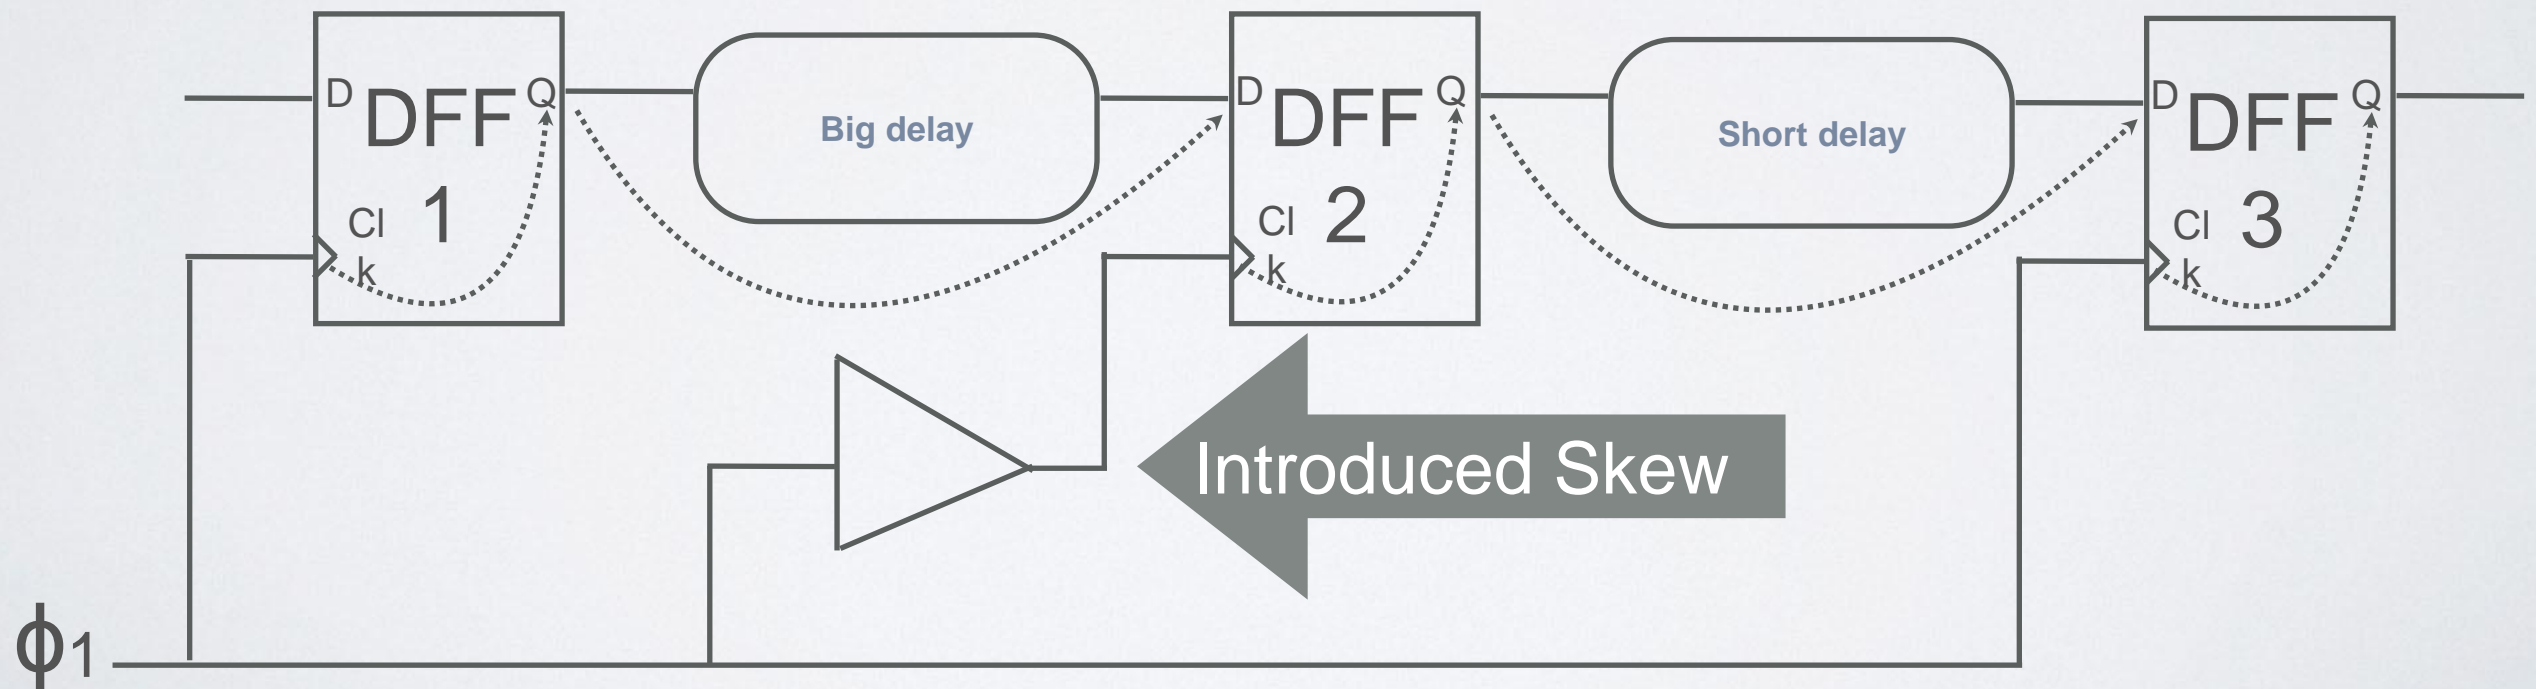 D
DFF
Q
Cl
k
1
Big delay
D
DFF
Q
Cl
k
2
Short delay
D
DFF
Q
Cl
k
3
Introduced Skew
ϕ1